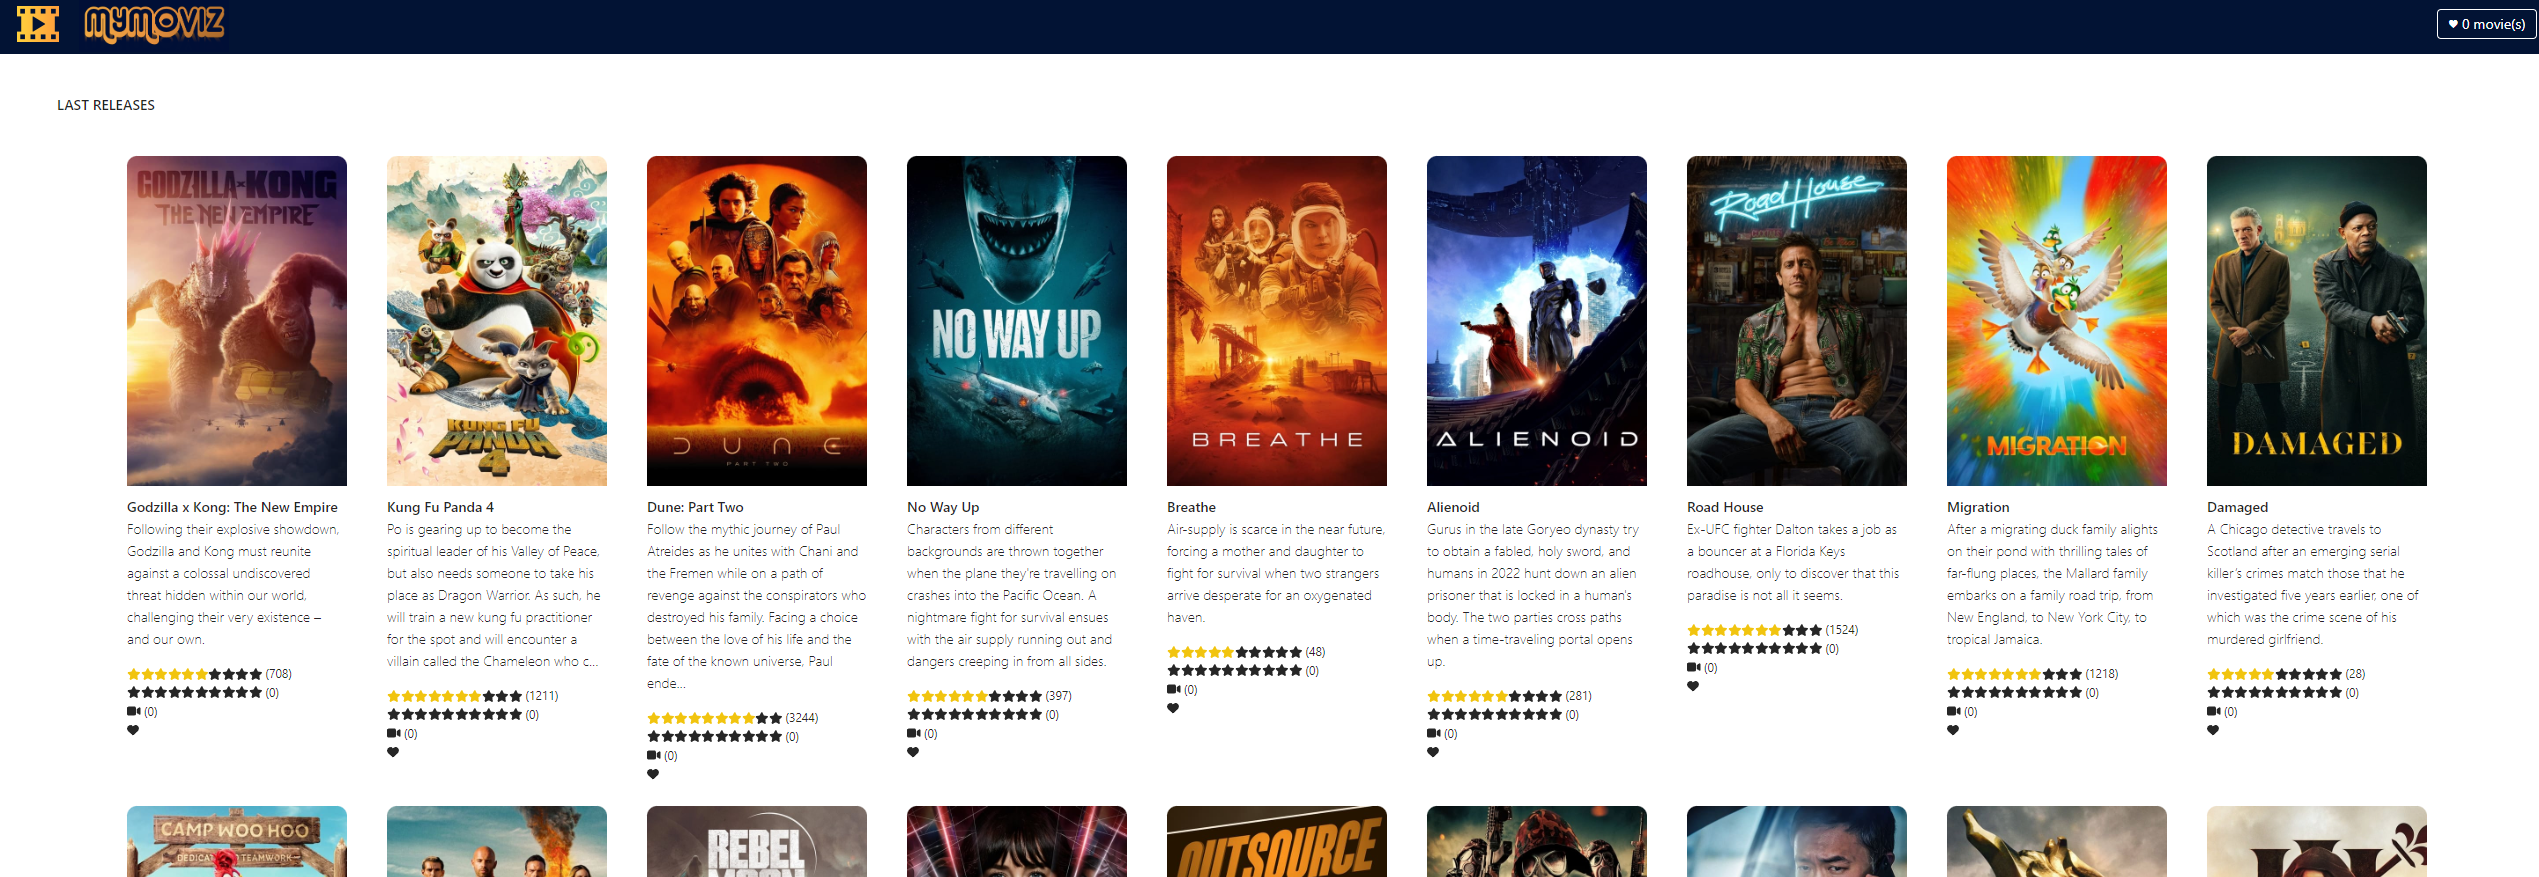 MYMOVIZ
0 movie(s)
LAST RELEASES
GODZILLA x KONG
THE NEW EMPIRE
Godzilla x Kong: The New Empire
Following their explosive showdown,
Godzilla and Kong must reunite
against a colossal undiscovered
threat hidden within our world,
challenging their very existence –
and our own.
(708)
(0)
(0)
KUNG FU
PANDA
4
Kung Fu Panda 4
Po is gearing up to become the
spiritual leader of his Valley of Peace,
but also needs someone to take his
place as Dragon Warrior. As such, he
will train a new kung fu practitioner
for the spot and will encounter a
villain called the Chameleon who c...
(1211)
(0)
(0)
DUNE
PART TWO
Dune: Part Two
Follow the mythic journey of Paul
Atreides as he unites with Chani and
the Fremen while on a path of
revenge against the conspirators who
destroyed his family. Facing a choice
between the love of his life and the
fate of the known universe, Paul
ende...
(3244)
(0)
(0)
NO WAY UP
No Way Up
Characters from different
backgrounds are thrown together
when the plane they're travelling on
crashes into the Pacific Ocean. A
nightmare fight for survival ensues
with the air supply running out and
dangers creeping in from all sides.
(397)
(0)
(0)
BREATHE
Breathe
Air-supply is scarce in the near future,
forcing a mother and daughter to
fight for survival when two strangers
arrive desperate for an oxygenated
haven.
(48)
(0)
(0)
ALIENOID
Alienoid
Gurus in the late Goryeo dynasty try
to obtain a fabled, holy sword, and
humans in 2022 hunt down an alien
prisoner that is locked in a human's
body. The two parties cross paths
when a time-traveling portal opens
up.
(281)
(0)
(0)
Road House
Road House
Ex-UFC fighter Dalton takes a job as
a bouncer at a Florida Keys
roadhouse, only to discover that this
paradise is not all it seems.
(1524)
(0)
(0)
MIGRATION
Migration
After a migrating duck family alights
on their pond with thrilling tales of
far-flung places, the Mallard family
embarks on a family road trip, from
New England, to New York City, to
tropical Jamaica.
(1218)
(0)
(0)
DAMAGED
Damaged
A Chicago detective travels to
Scotland after an emerging serial
killer's crimes match those that he
investigated five years earlier, one of
which was the crime scene of his
murdered girlfriend.
(28)
(0)
(0)
CAMP WOO HOO
TEAMWORK
REBEL
MOON
OUTSOURCE